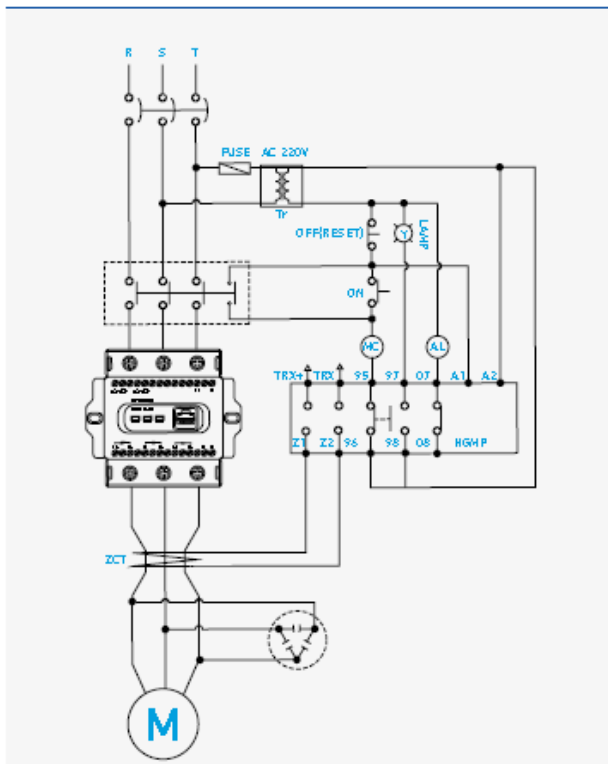 R S T
FUSE AC 220V
Tr
OFF(RESET)
Y
LAMP
ON
MC
AL
TRX+ TRX 95 97 07 A1 A2
Z1 Z2 96 98 08 HGMP
ZCT
M